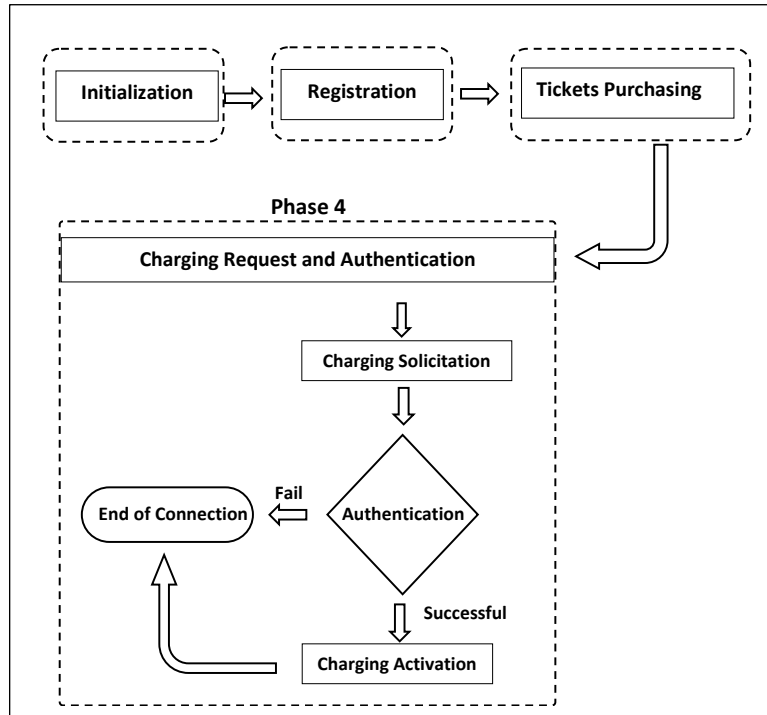 Initialization
Registration
Tickets Purchasing
Phase 4
Charging Request and Authentication
Charging Solicitation
Fail
End of Connection
Authentication
Successful
Charging Activation